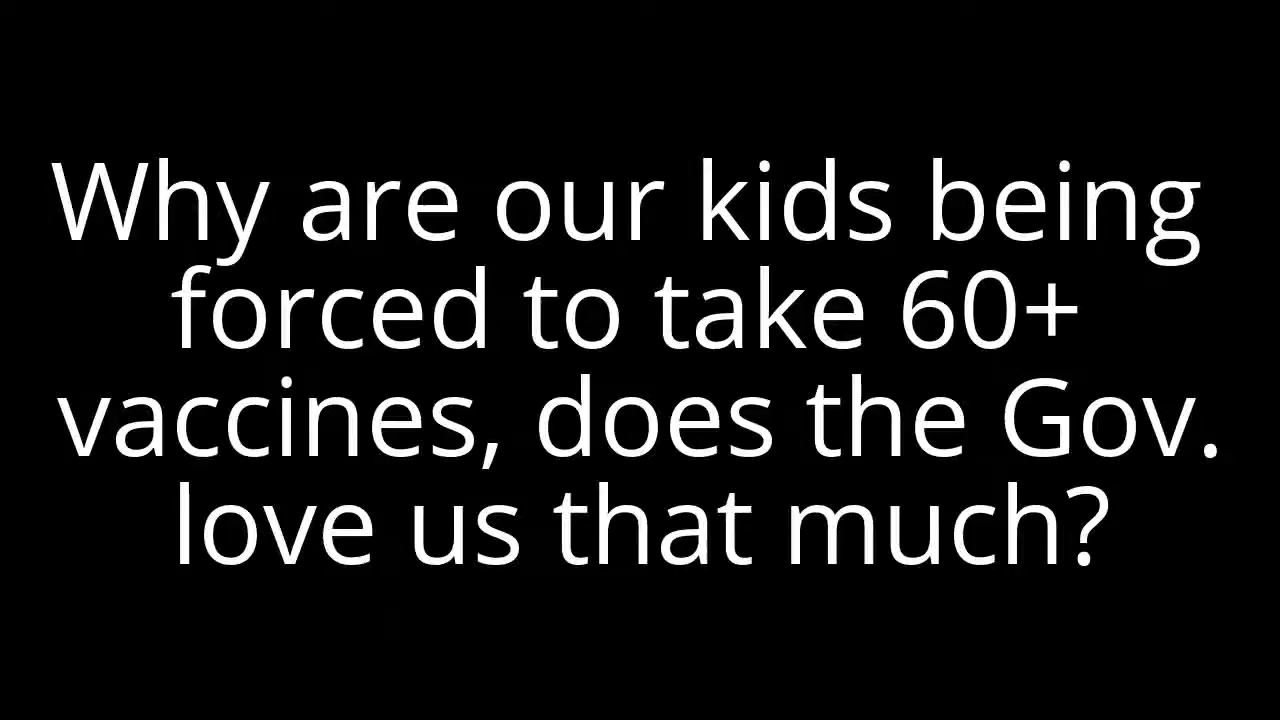 Why are our kids being
forced to take 60+
vaccines, does the Gov.
love us that much?